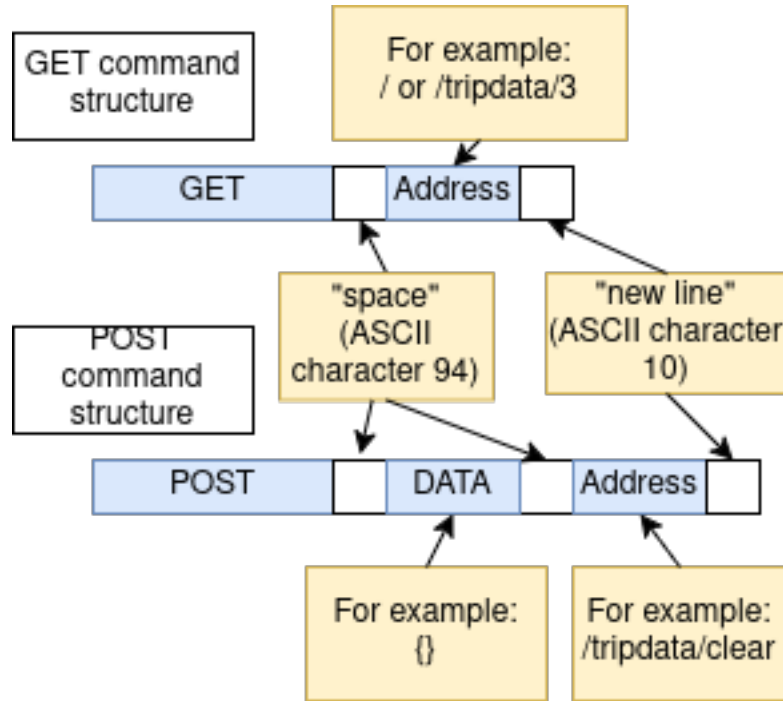 GET command
structure
For example:
/ or /tripdata/3
GET
Address
"space"
(ASCII
character 94)
"new line"
(ASCII character
10)
POST
command
structure
POST
DATA
Address
For example:
{}
For example:
/tripdata/clear